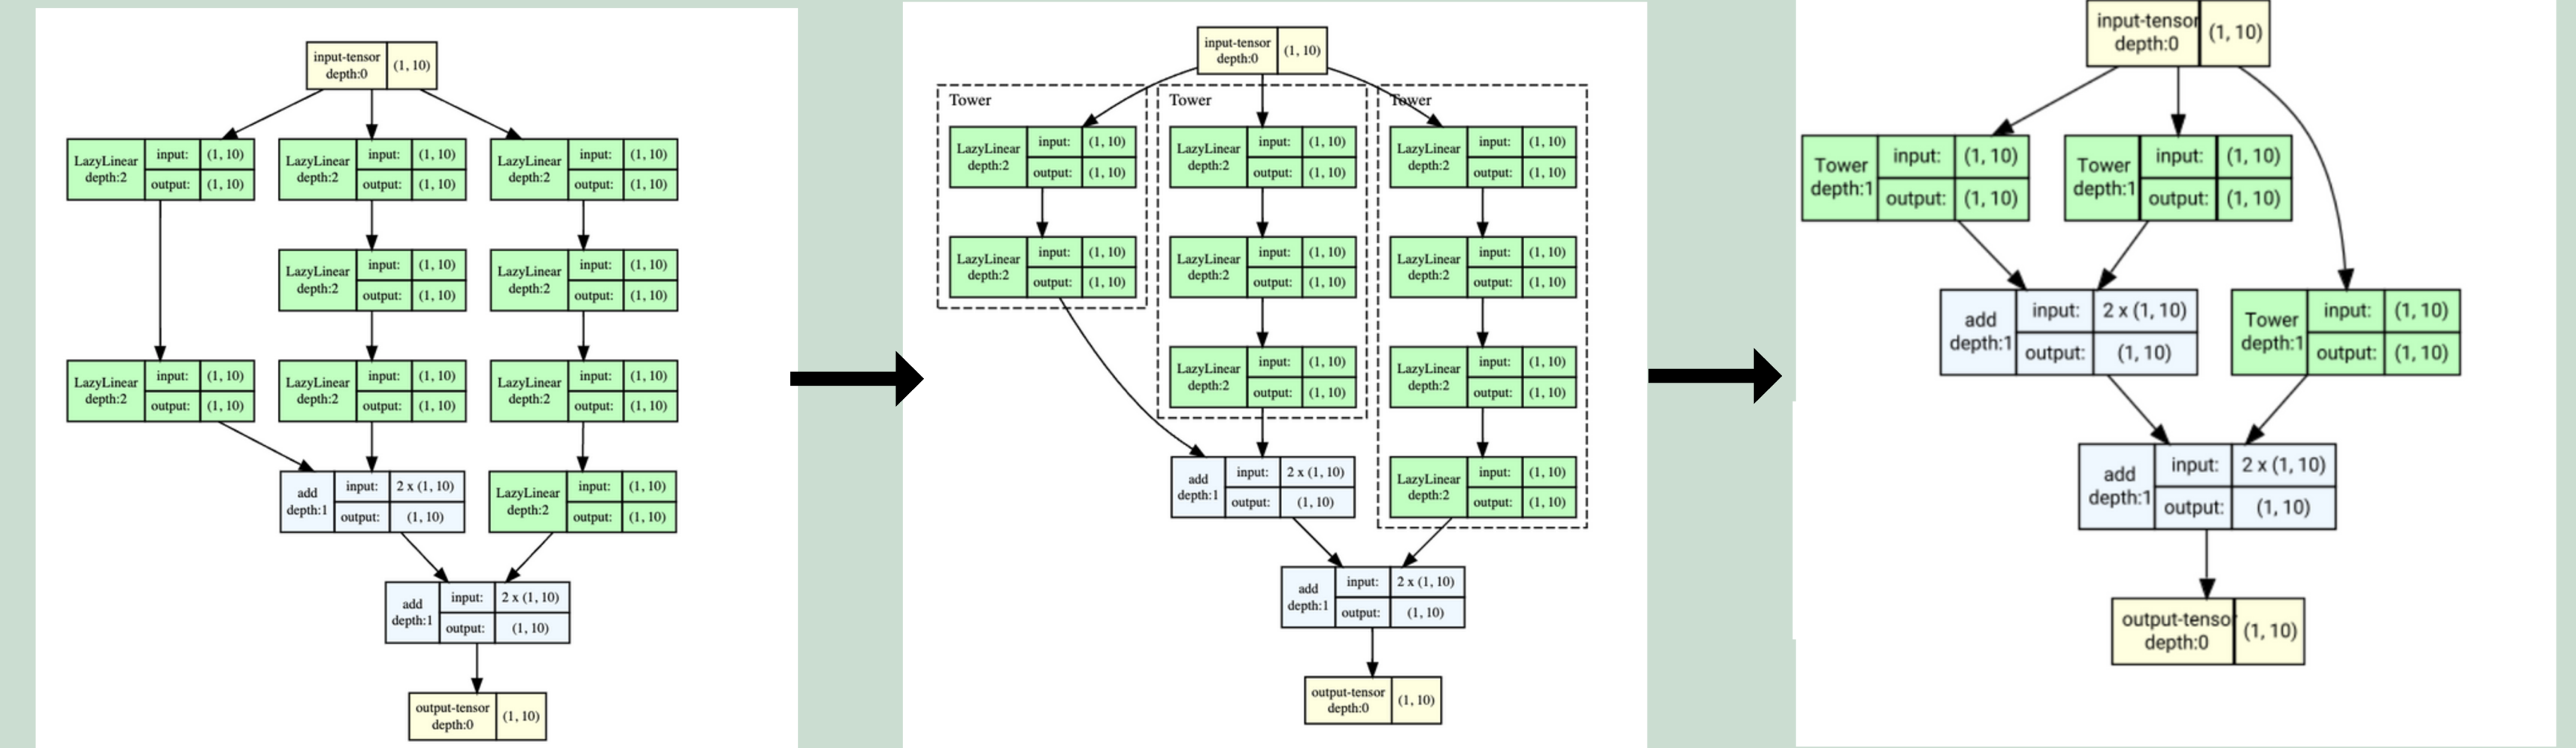 input-tensor
depth:0
(1, 10)
LazyLinear
depth:2
input:
(1, 10)
output:
(1, 10)
LazyLinear
depth:2
input:
(1, 10)
output:
(1, 10)
LazyLinear
depth:2
input:
(1, 10)
output:
(1, 10)
LazyLinear
depth:2
input:
(1, 10)
output:
(1, 10)
LazyLinear
depth:2
input:
(1, 10)
output:
(1, 10)
LazyLinear
depth:2
input:
(1, 10)
output:
(1, 10)
LazyLinear
depth:2
input:
(1, 10)
output:
(1, 10)
LazyLinear
depth:2
input:
(1, 10)
output:
(1, 10)
add
depth:1
input:
2 x (1, 10)
output:
(1, 10)
LazyLinear
depth:2
input:
(1, 10)
output:
(1, 10)
add
depth:1
input:
2 x (1, 10)
output:
(1, 10)
output-tensor
depth:0
(1, 10)
input-tensor
depth:0
(1, 10)
Tower
Tower
Tower
LazyLinear
depth:2
input:
(1, 10)
output:
(1, 10)
LazyLinear
depth:2
input:
(1, 10)
output:
(1, 10)
LazyLinear
depth:2
input:
(1, 10)
output:
(1, 10)
LazyLinear
depth:2
input:
(1, 10)
output:
(1, 10)
LazyLinear
depth:2
input:
(1, 10)
output:
(1, 10)
LazyLinear
depth:2
input:
(1, 10)
output:
(1, 10)
LazyLinear
depth:2
input:
(1, 10)
output:
(1, 10)
LazyLinear
depth:2
input:
(1, 10)
output:
(1, 10)
add
depth:1
input:
2 x (1, 10)
output:
(1, 10)
LazyLinear
depth:2
input:
(1, 10)
output:
(1, 10)
add
depth:1
input:
2 x (1, 10)
output:
(1, 10)
output-tensor
depth:0
(1, 10)
input-tensor
depth:0
(1, 10)
Tower
depth:1
input:
(1, 10)
output:
(1, 10)
Tower
depth:1
input:
(1, 10)
output:
(1, 10)
add
depth:1
input:
2 x (1, 10)
output:
(1, 10)
Tower
depth:1
input:
(1, 10)
output:
(1, 10)
add
depth:1
input:
2 x (1, 10)
output:
(1, 10)
output-tenso
depth:0
(1, 10)